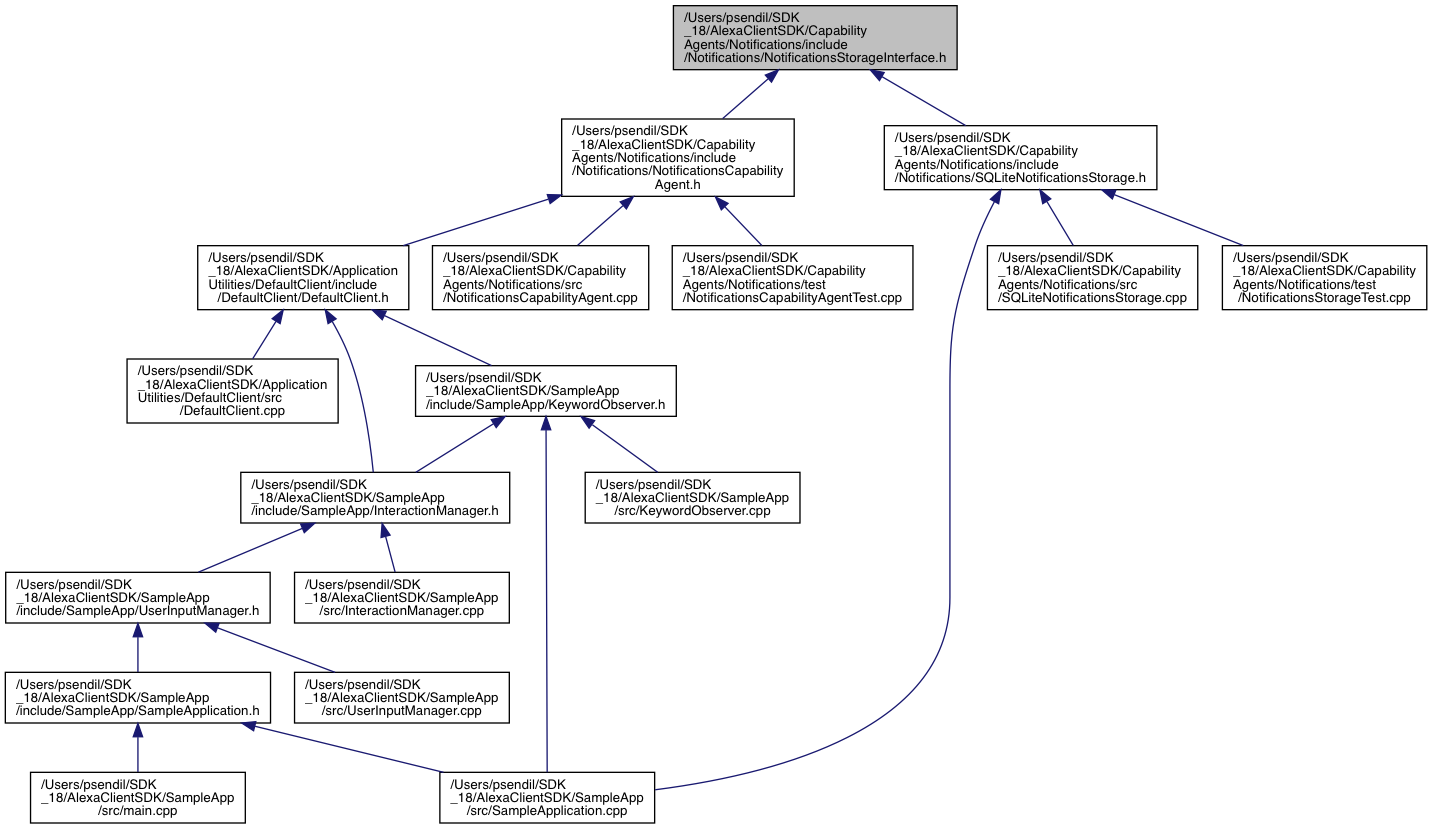 /Users/psendil/SDK
_18/AlexaClientSDK/Capability
Agents/Notifications/include
/Notifications/NotificationsStorageInterface.h
/Users/psendil/SDK
_18/AlexaClientSDK/Capability
Agents/Notifications/include
/Notifications/NotificationsCapability
Agent.h
/Users/psendil/SDK
_18/AlexaClientSDK/Capability
Agents/Notifications/include
/Notifications/SQLiteNotificationsStorage.h
/Users/psendil/SDK
_18/AlexaClientSDK/Application
Utilities/DefaultClient/include
/DefaultClient/DefaultClient.h
/Users/psendil/SDK
_18/AlexaClientSDK/Capability
Agents/Notifications/src
/NotificationsCapabilityAgent.cpp
/Users/psendil/SDK
_18/AlexaClientSDK/Capability
Agents/Notifications/test
/NotificationsCapabilityAgentTest.cpp
/Users/psendil/SDK
_18/AlexaClientSDK/Capability
Agents/Notifications/src
/SQLiteNotificationsStorage.cpp
/Users/psendil/SDK
_18/AlexaClientSDK/Capability
Agents/Notifications/test
/NotificationsStorageTest.cpp
/Users/psendil/SDK
_18/AlexaClientSDK/Application
Utilities/DefaultClient/src
/DefaultClient.cpp
/Users/psendil/SDK
_18/AlexaClientSDK/SampleApp
/include/SampleApp/KeywordObserver.h
/Users/psendil/SDK
_18/AlexaClientSDK/SampleApp
/include/SampleApp/InteractionManager.h
/Users/psendil/SDK
_18/AlexaClientSDK/SampleApp
/src/KeywordObserver.cpp
/Users/psendil/SDK
_18/AlexaClientSDK/SampleApp
/include/SampleApp/UserInputManager.h
/Users/psendil/SDK
_18/AlexaClientSDK/SampleApp
/src/InteractionManager.cpp
/Users/psendil/SDK
_18/AlexaClientSDK/SampleApp
/include/SampleApp/SampleApplication.h
/Users/psendil/SDK
_18/AlexaClientSDK/SampleApp
/src/UserInputManager.cpp
/Users/psendil/SDK
_18/AlexaClientSDK/SampleApp
/src/main.cpp
/Users/psendil/SDK
_18/AlexaClientSDK/SampleApp
/src/SampleApplication.cpp